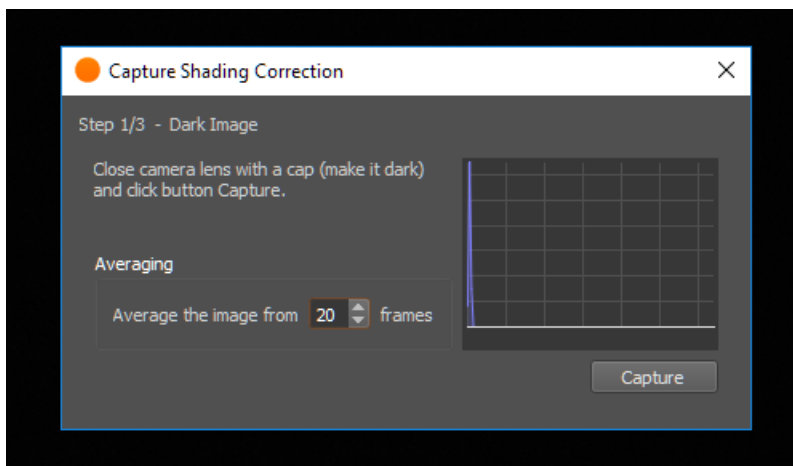 Capture Shading Correction
Step 1/3 - Dark Image
Close camera lens with a cap (make it dark)
and click button Capture.
Averaging
Average the image from 20 frames
Capture